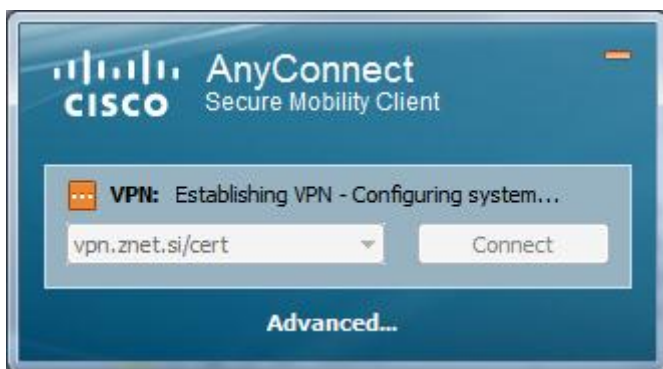 CISCO
AnyConnect
Secure Mobility Client
VPN: Establishing VPN - Configuring system...
vpn.znet.si/cert
Connect
Advanced...